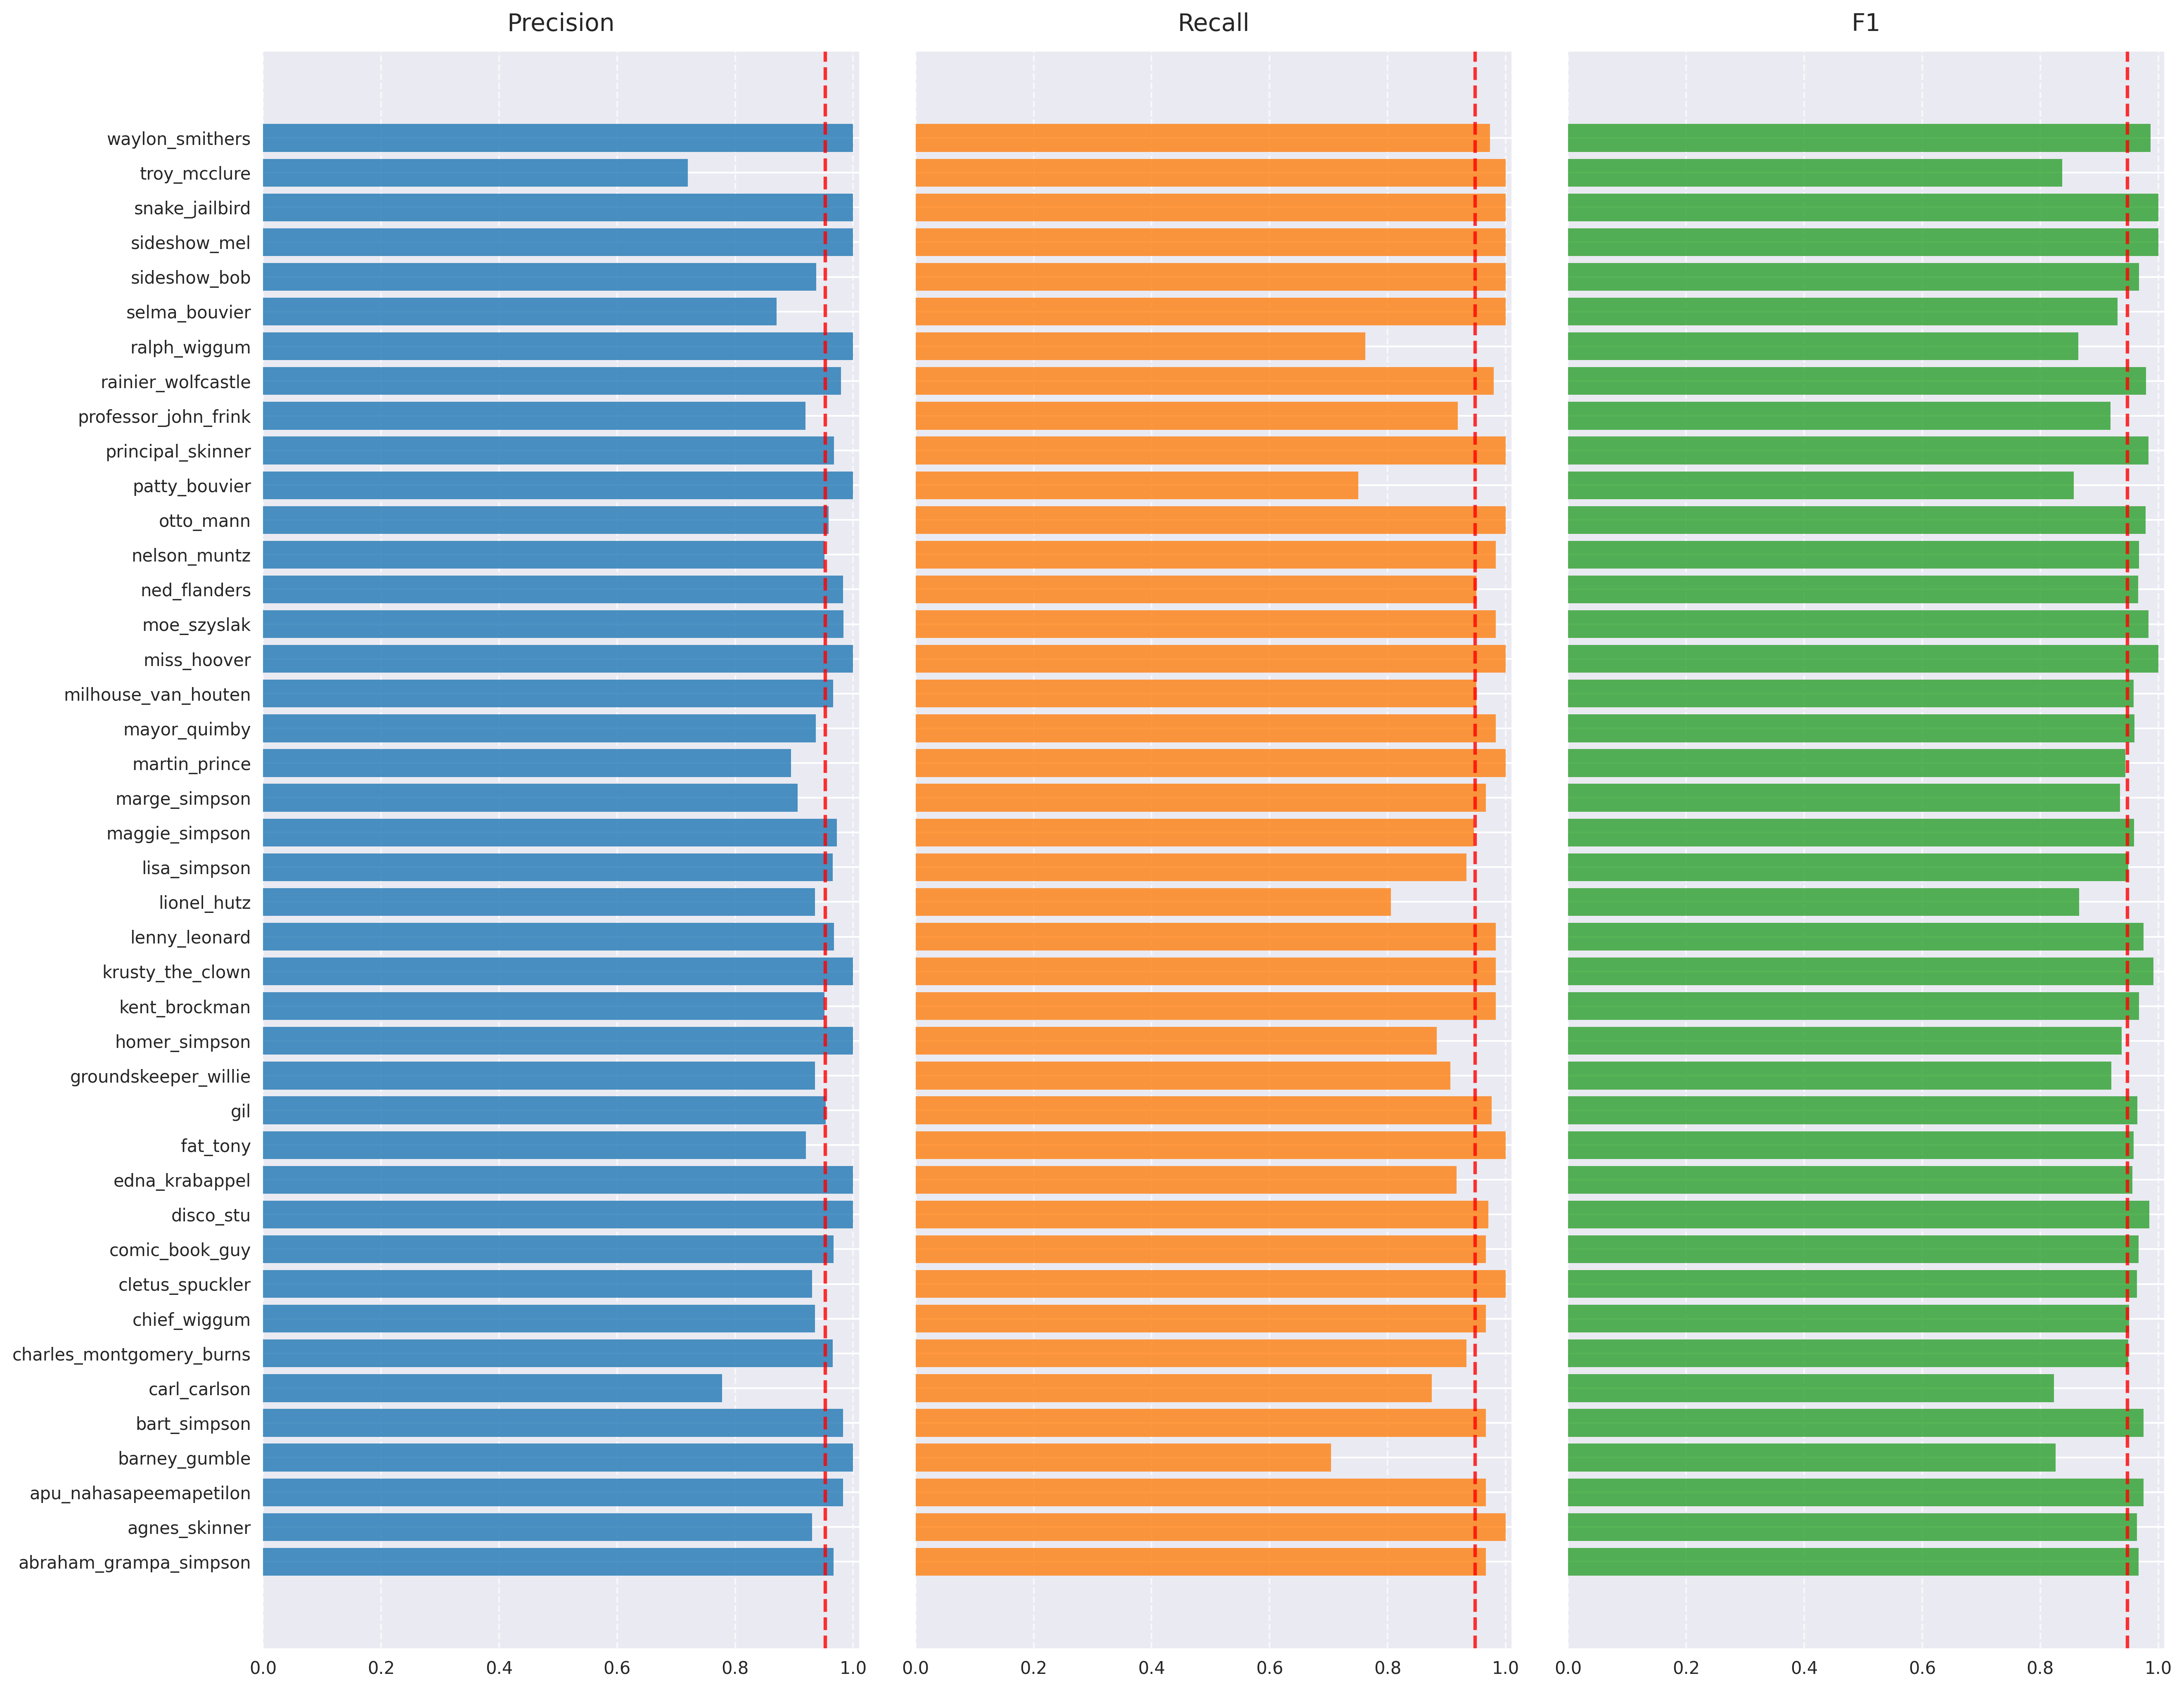 Precision
Recall
F1
waylon_smithers
troy_mcclure
snake_jailbird
sideshow_mel
sideshow_bob
selma_bouvier
ralph_wiggum
rainier_wolfcastle
professor_john_frink
principal_skinner
patty_bouvier
otto_mann
nelson_muntz
ned_flanders
moe_szyslak
miss_hoover
milhouse_van_houten
mayor_quimby
martin_prince
marge_simpson
maggie_simpson
lisa_simpson
lionel_hutz
lenny_leonard
krusty_the_clown
kent_brockman
homer_simpson
groundskeeper_willie
gil
fat_tony
edna_krabappel
disco_stu
comic_book_guy
cletus_spuckler
chief_wiggum
charles_montgomery_burns
carl_carlson
bart_simpson
barney_gumble
apu_nahasapeemapetilon
agnes_skinner
abraham_grampa_simpson
0.0 0.2 0.4 0.6 0.8 1.0
0.0 0.2 0.4 0.6 0.8 1.0
0.0 0.2 0.4 0.6 0.8 1.0